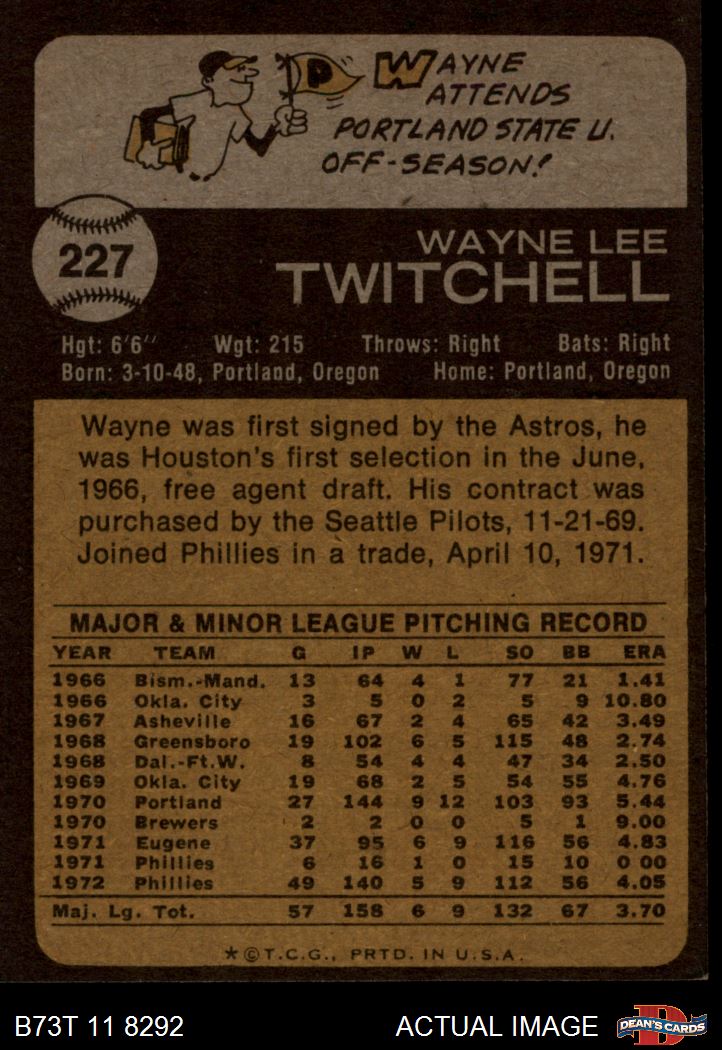 D
WAYNE
ATTENDS
PORTLAND STATE U.
OFF-SEASON!
227
WAYNE LEE
TWITCHELL
Hgt: 6'6" Wgt: 215 Throws: Right Bats: Right
Born: 3-10-48, Portland, Oregon Home: Portland, Oregon
Wayne was first signed by the Astros, he
was Houston's first selection in the June,
1966, free agent draft. His contract was
purchased by the Seattle Pilots, 11-21-69.
Joined Phillies in a trade, April 10, 1971.
MAJOR & MINOR LEAGUE PITCHING RECORD
YEAR TEAM G IP W L SO BB ERA
1966 Bism.-Mand. 13 64 4 1 77 21 1.41
1966 Okla. City 3 5 0 2 5 9 10.80
1967 Asheville 16 67 2 4 65 42 3.49
1968 Greensboro 19 102 6 5 115 48 2.74
1968 Dal.-Ft.W. 8 54 4 4 47 34 2.50
1969 Okla. City 19 68 2 5 54 55 4.76
1970 Portland 27 144 9 12 103 93 5.44
1970 Brewers 2 2 0 0 5 1 9.00
1971 Eugene 37 95 6 9 116 56 4.83
1971 Phillies 6 16 1 0 15 10 0 00
1972 Phillies 49 140 5 9 112 56 4.05
Maj. Lg. Tot. 57 158 6 9 132 67 3.70
*©T.C.G., PRTD. IN U.S.A.
B73T 11 8292 ACTUAL IMAGE D DEAN'S CARDS